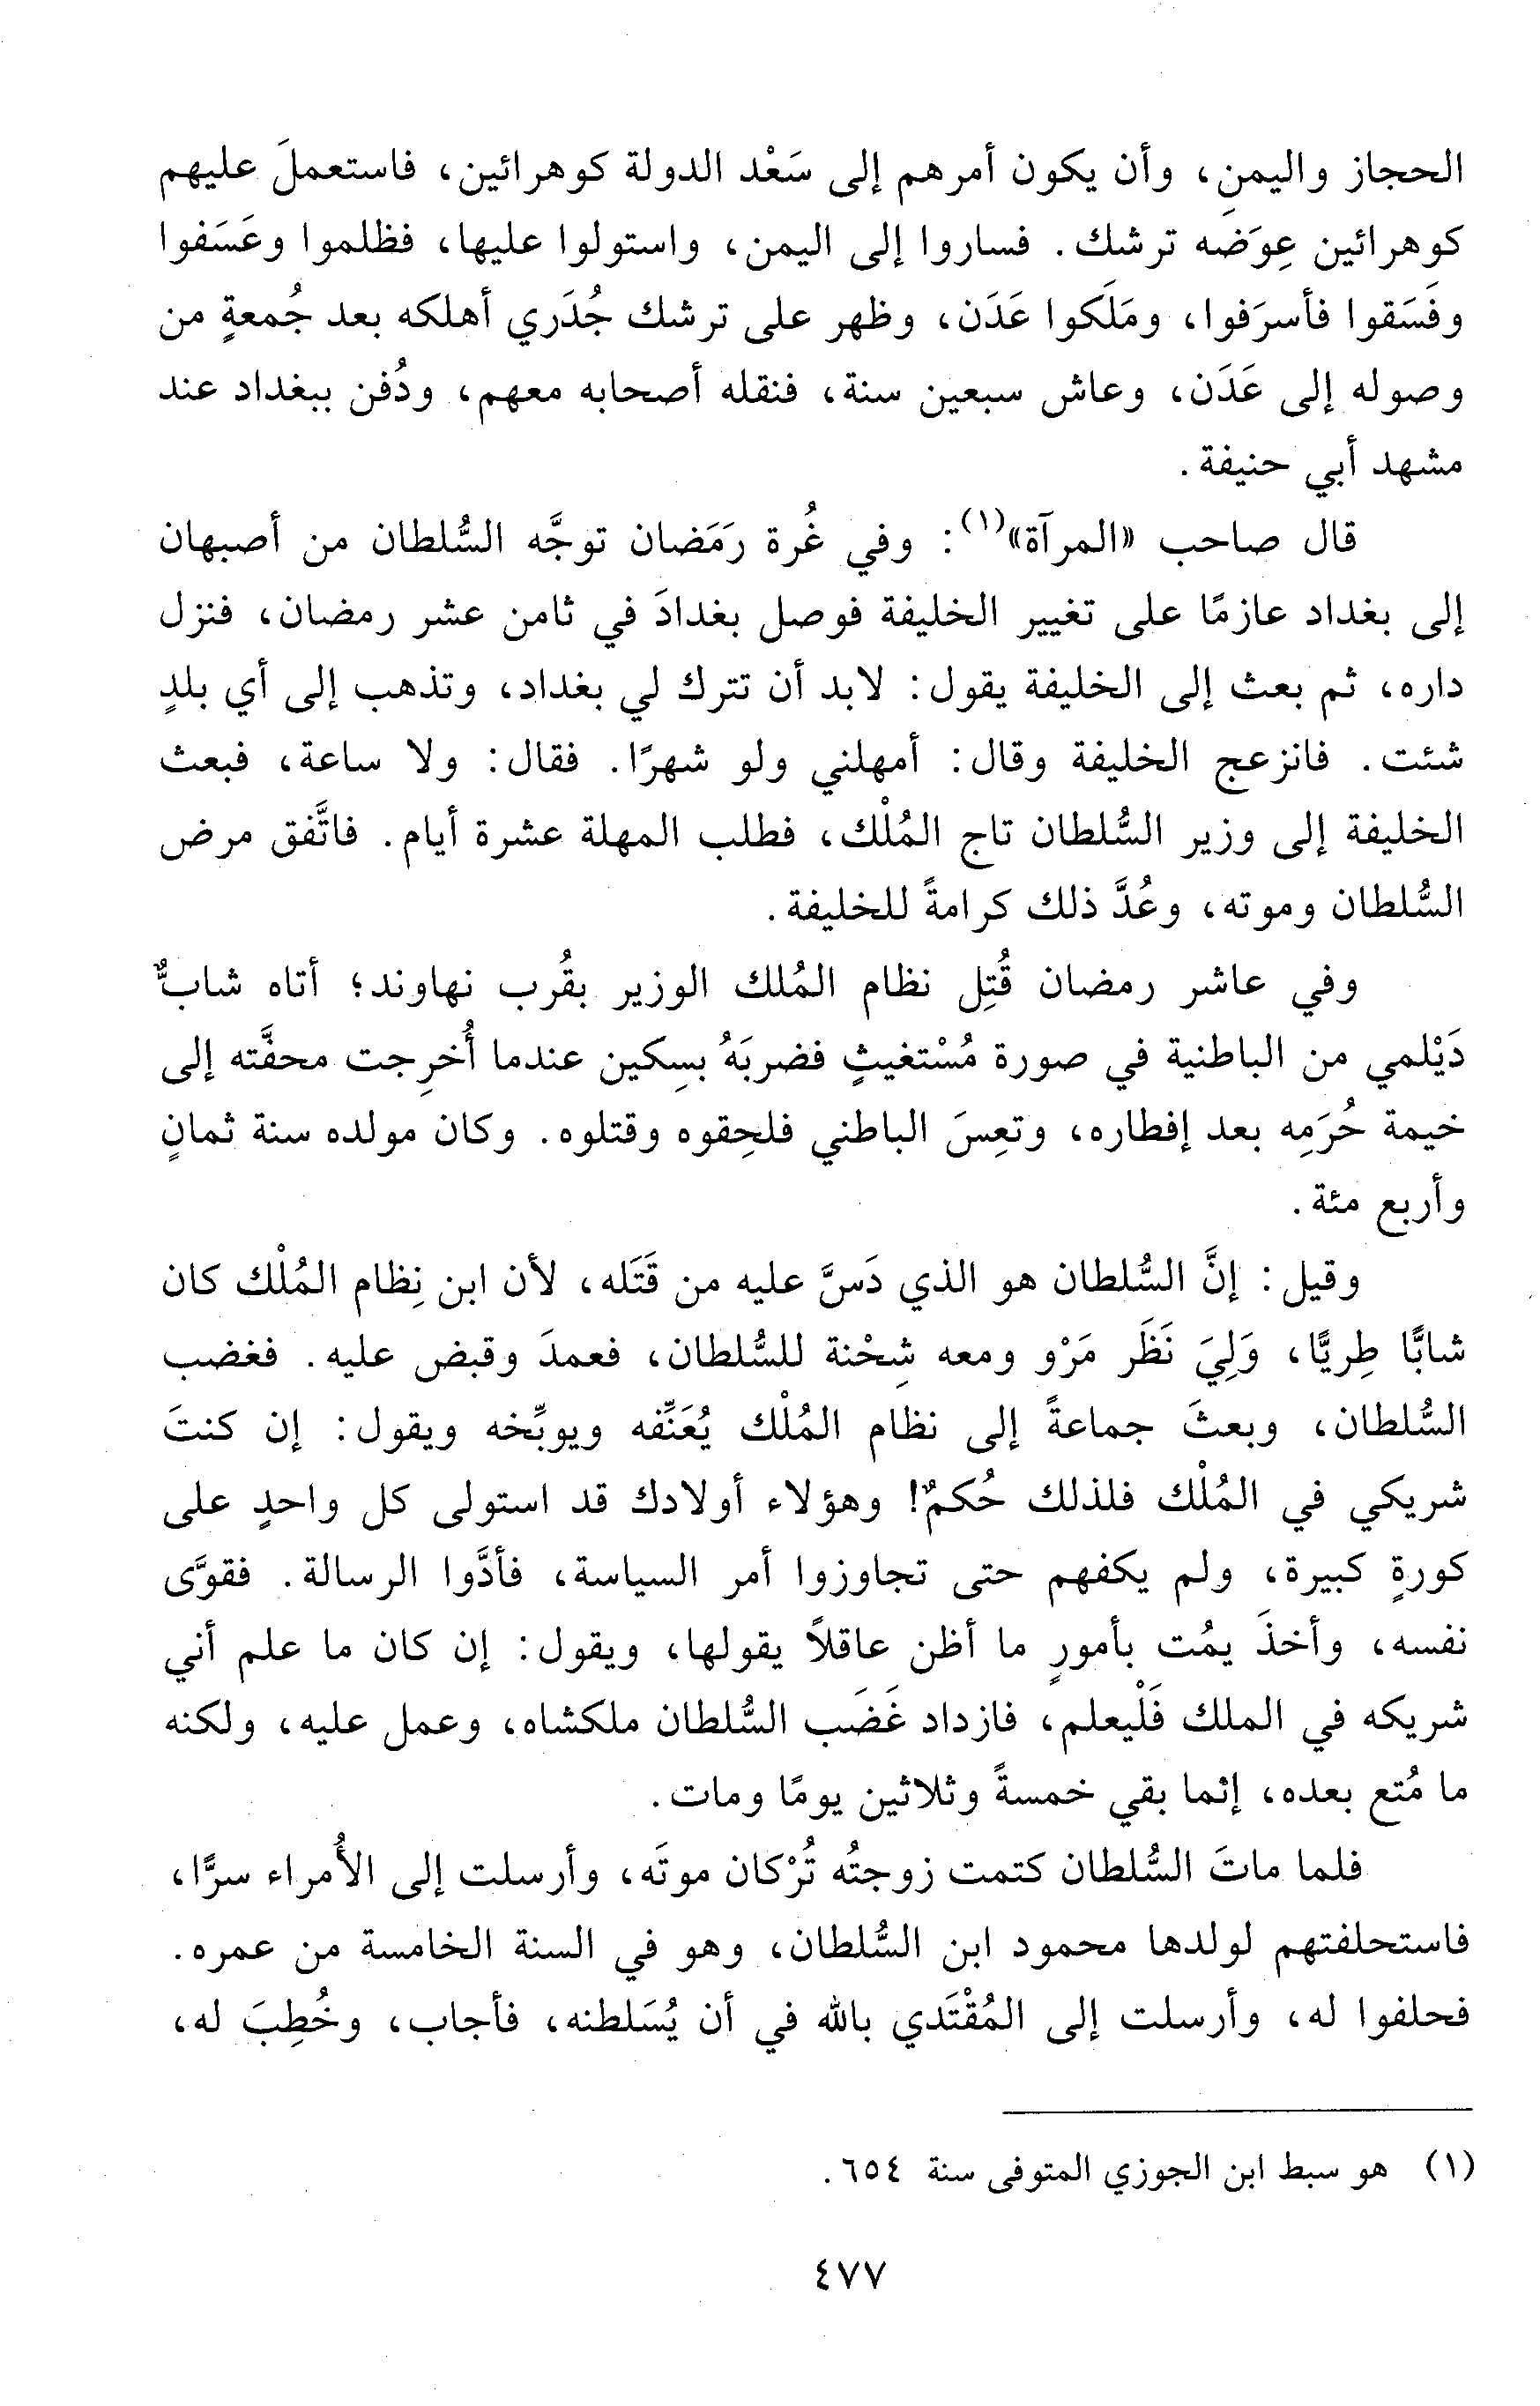 الحجاز واليمنِ، وأن يكون أمرهم إلى سَعْد الدولة كوهرائين، فاستعملَ عليهم
كوهرائين عِوَضَه ترشك. فساروا إلى اليمن، واستولوا عليها، فظلموا وعَسَفوا
وفَسَقوا فأسرَفوا، ومَلَكوا عَدَن، وظهر على ترشك جُدَري أهلكه بعد جُمعةٍ من
وصوله إلى عَدَن، وعاش سبعين سنة، فنقله أصحابه معهم، ودُفن ببغداد عند
مشهد أبي حنيفة.
قال صاحب «المرآة»(١): وفي غُرة رَمَضان توجَّه السُّلطان من أصبهان
إلى بغداد عازمًا على تغيير الخليفة فوصل بغدادَ في ثامن عشر رمضان، فنزل
داره، ثم بعث إلى الخليفة يقول: لابد أن تترك لي بغداد، وتذهب إلى أي بلدٍ
شئت. فانزعج الخليفة وقال: أمهلني ولو شهرًا. فقال: ولا ساعة، فبعث
الخليفة إلى وزير السُّلطان تاج المُلْك، فطلب المهلة عشرة أيام. فاتَّفق مرض
السُّلطان وموته، وعُدَّ ذلك كرامةً للخليفة.
وفي عاشر رمضان قُتِل نظام المُلك الوزير بقُرب نهاوند؛ أتاه شابٌّ
دَيْلمي من الباطنية في صورة مُسْتغيثٍ فضربَهُ بسِكين عندما أُخرِجت محفَّته إلى
خيمة حُرَمِه بعد إفطاره، وتعِسَ الباطني فلحِقوه وقتلوه. وكان مولده سنة ثمانٍ
وأربع مئة.
وقيل: إنَّ السُّلطان هو الذي دَسَّ عليه من قَتَله، لأن ابن نِظام المُلْك كان
شابًّا طِريًّا، وَلِيَ نَظَر مَرْو ومعه شِحْنة للسُّلطان، فعمدَ وقبض عليه. فغضب
السُّلطان، وبعثَ جماعةً إلى نظام المُلْك يُعَنِّفه ويوبِّخه ويقول: إن كنتَ
شريكي في المُلْك فلذلك حُكمٌ! وهؤلاء أولادك قد استولى كل واحدٍ على
كورةٍ كبيرة، ولم يكفهم حتى تجاوزوا أمر السياسة، فأدَّوا الرسالة. فقوَّى
نفسه، وأخذَ يمُت بأمورٍ ما أظن عاقلاً يقولها، ويقول: إن كان ما علم أني
شريكه في الملك فَلْيعلم، فازداد غَضَب السُّلطان ملكشاه، وعمل عليه، ولكنه
ما مُتع بعده، إنما بقي خمسةً وثلاثين يومًا ومات.
فلما ماتَ السُّلطان كتمت زوجتُه تُرْكان موتَه، وأرسلت إلى الأُمراء سرًّا،
فاستحلفتهم لولدها محمود ابن السُّلطان، وهو في السنة الخامسة من عمره.
فحلفوا له، وأرسلت إلى المُقْتَدي بالله في أن يُسَلطنه، فأجاب، وخُطِبَ له،
(١) هو سبط ابن الجوزي المتوفى سنة ٦٥٤.
٤٧٧